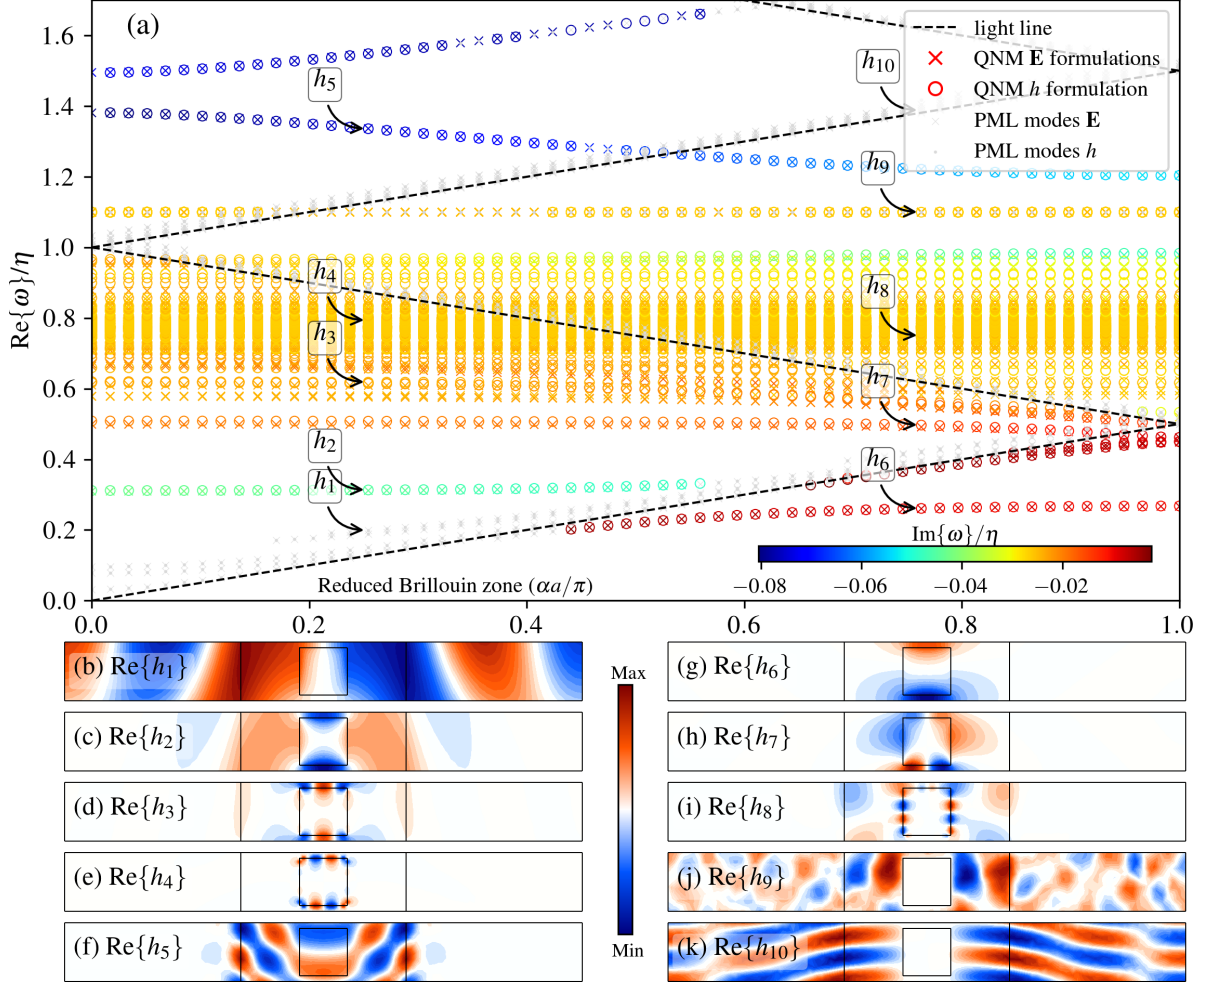 (a)
Re{ω}/η
1.6
1.4
1.2
1.0
0.8
0.6
0.4
0.2
0.0
light line
QNM E formulations
QNM h formulation
PML modes E
PML modes h
h5
h10
h9
h4
h3
h8
h7
h2
h1
h6
Im{ω}/η
−0.08
−0.06
−0.04
−0.02
Reduced Brillouin zone (αa/π)
0.0
0.2
0.4
0.6
0.8
1.0
(b) Re{h1}
(c) Re{h2}
(d) Re{h3}
(e) Re{h4}
(f) Re{h5}
Max
Min
(g) Re{h6}
(h) Re{h7}
(i) Re{h8}
(j) Re{h9}
(k) Re{h10}